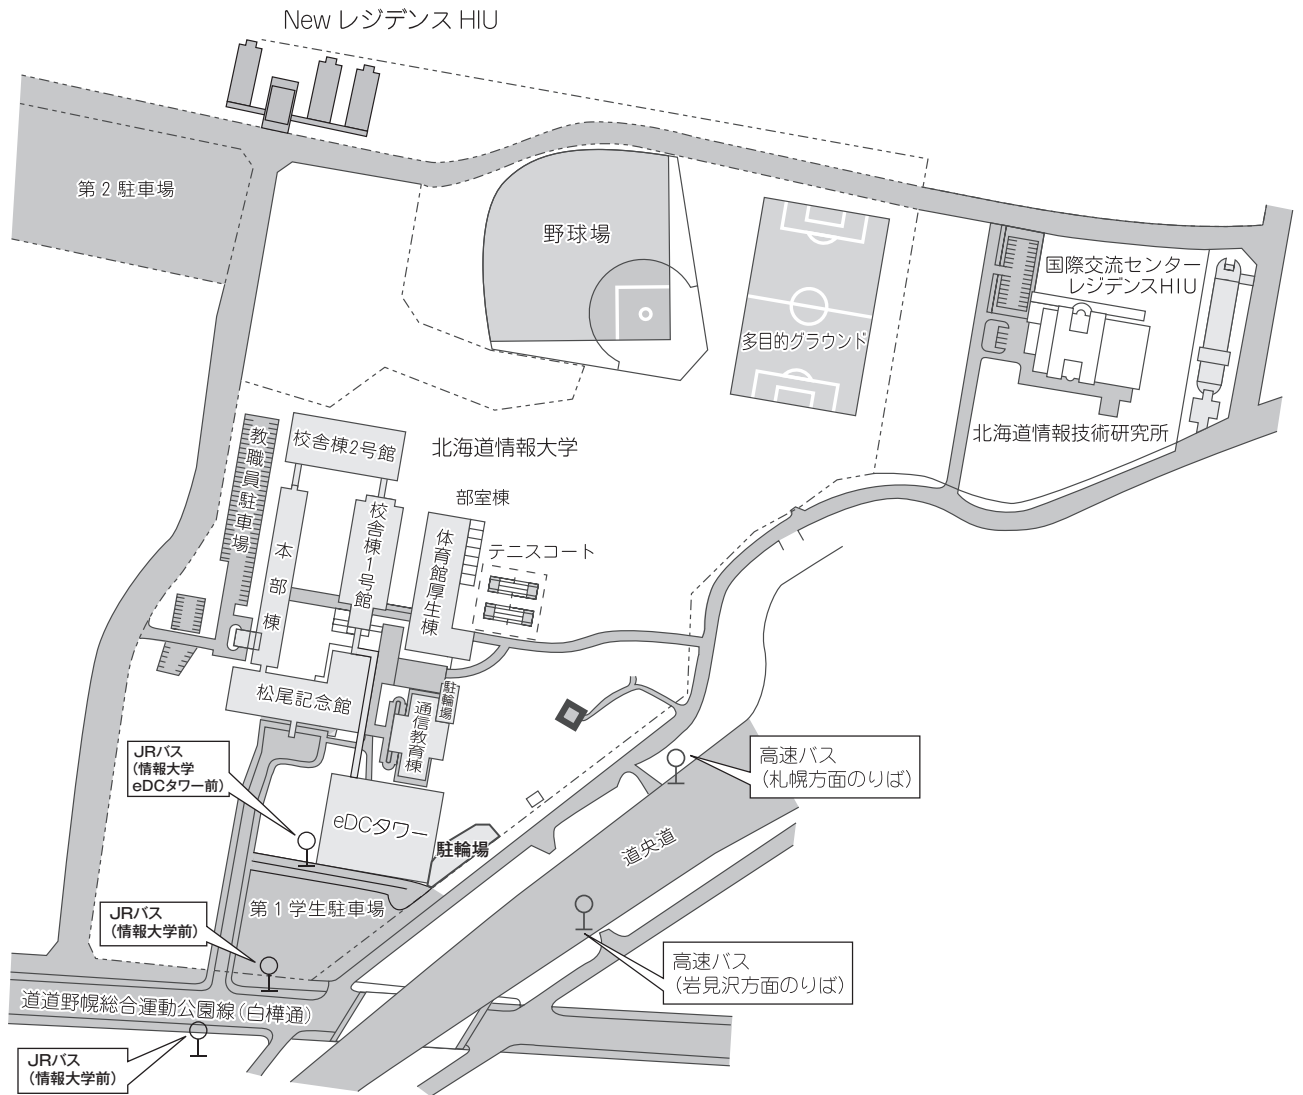 New レジデンス HIU
第2駐車場
野球場
国際交流センター
レジデンスHIU
多目的グラウンド
北海道情報技術研究所
教職員駐車場
校舎棟2号館
北海道情報大学
部室棟
校舎棟1号館
本部棟
体育館厚生棟
テニスコート
松尾記念館
駐輪場
通信教育棟
JRバス
(情報大学
eDCタワー前)
高速バス
(札幌方面のりば)
eDCタワー
駐輪場
道央道
第1学生駐車場
JRバス
(情報大学前)
高速バス
(岩見沢方面のりば)
道道野幌総合運動公園線(白樺通)
JRバス
(情報大学前)